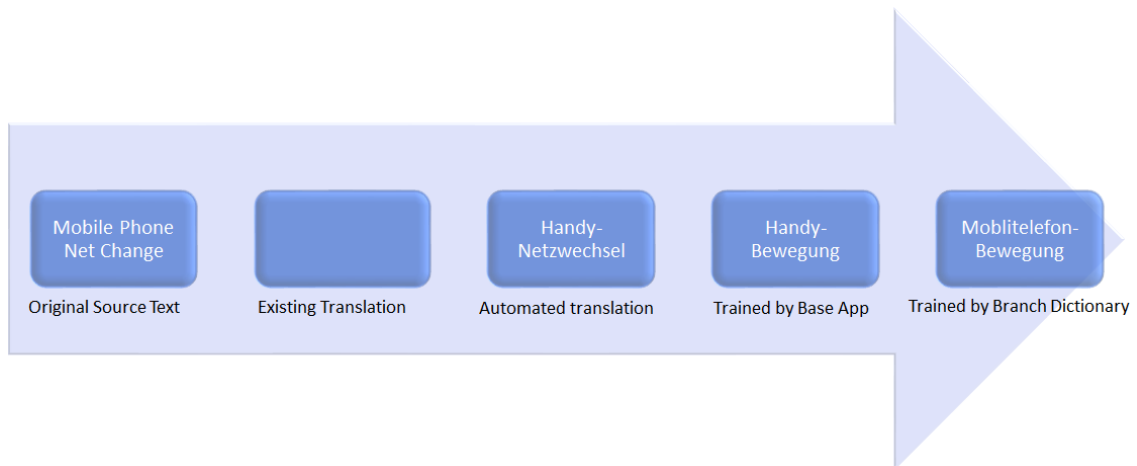 Mobile Phone
Net Change
Original Source Text
Existing Translation
Handy-
Netzwechsel
Automated translation
Handy-
Bewegung
Trained by Base App
Moblitelefon-
Bewegung
Trained by Branch Dictionary